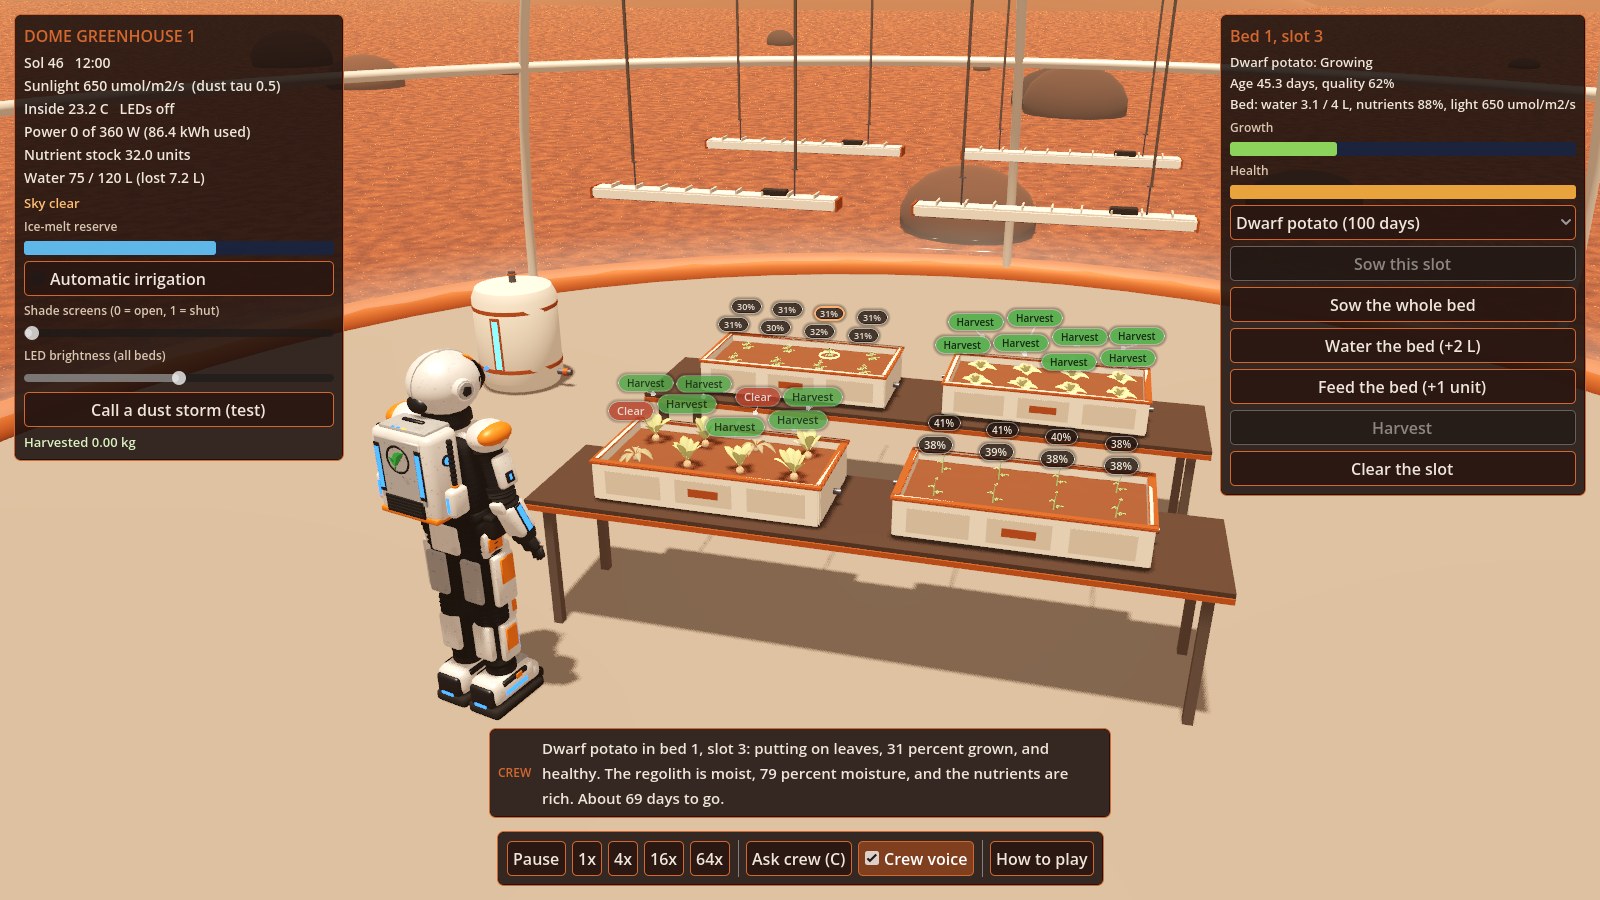 DOME GREENHOUSE 1
Sol 46 12:00
Sunlight 650 umol/m2/s (dust tau 0.5)
Inside 23.2 C LEDs off
Power 0 of 360 W (86.4 kWh used)
Nutrient stock 32.0 units
Water 75 / 120 L (lost 7.2 L)
Sky clear
Ice-melt reserve
Automatic irrigation
Shade screens (0 = open, 1 = shut)
LED brightness (all beds)
Call a dust storm (test)
Harvested 0.00 kg
30% 31% 31% 31%
31% 30% 32% 31%
Harvest Harvest Harvest Harvest
Harvest Harvest Harvest Harvest
Harvest Harvest Clear Harvest
Clear Harvest Harvest Harvest
41% 41% 40% 38%
38% 39% 38% 38%
Bed 1, slot 3
Dwarf potato: Growing
Age 45.3 days, quality 62%
Bed: water 3.1 / 4 L, nutrients 88%, light 650 umol/m2/s
Growth
Health
Dwarf potato (100 days)
Sow this slot
Sow the whole bed
Water the bed (+2 L)
Feed the bed (+1 unit)
Harvest
Clear the slot
CREW
Dwarf potato in bed 1, slot 3: putting on leaves, 31 percent grown, and
healthy. The regolith is moist, 79 percent moisture, and the nutrients are
rich. About 69 days to go.
Pause 1x 4x 16x 64x Ask crew (C) Crew voice How to play